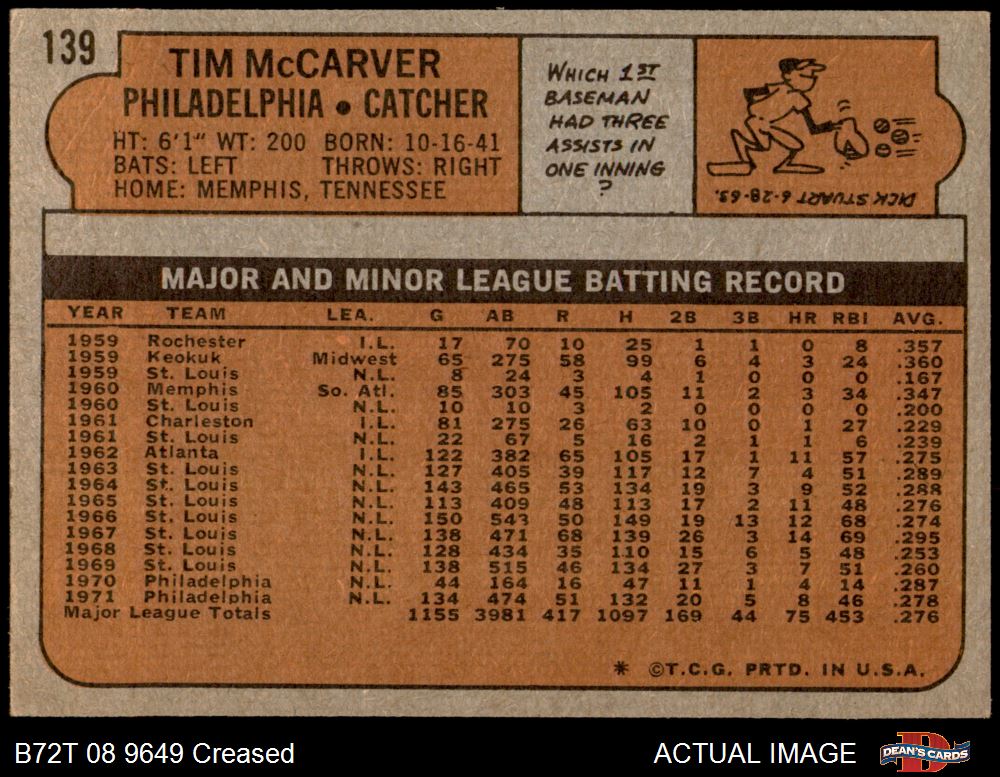 139
TIM McCARVER
PHILADELPHIA • CATCHER
HT: 6'1" WT: 200 BORN: 10-16-41
BATS: LEFT THROWS: RIGHT
HOME: MEMPHIS, TENNESSEE
WHICH 1ST
BASEMAN
HAD THREE
ASSISTS IN
ONE INNING
?
DICK STUART 6-28-63.
MAJOR AND MINOR LEAGUE BATTING RECORD
YEAR TEAM LEA. G AB R H 2B 3B HR RBI AVG.
1959 Rochester I.L. 17 70 10 25 1 1 0 8 .357
1959 Keokuk Midwest 65 275 58 99 6 4 3 24 .360
1959 St. Louis N.L. 8 24 3 4 1 0 0 0 .167
1960 Memphis So. Atl. 85 303 45 105 11 2 3 34 .347
1960 St. Louis N.L. 10 10 3 2 0 0 0 0 .200
1961 Charleston I.L. 81 275 26 63 10 0 1 27 .229
1961 St. Louis N.L. 22 67 5 16 2 1 1 6 .239
1962 Atlanta I.L. 122 382 65 105 17 1 11 57 .275
1963 St. Louis N.L. 127 405 39 117 12 7 4 51 .289
1964 St. Louis N.L. 143 465 53 134 19 3 9 52 .288
1965 St. Louis N.L. 113 409 48 113 17 2 11 48 .276
1966 St. Louis N.L. 150 543 50 149 19 13 12 68 .274
1967 St. Louis N.L. 138 471 68 139 26 3 14 69 .295
1968 St. Louis N.L. 128 434 35 110 15 6 5 48 .253
1969 St. Louis N.L. 138 515 46 134 27 3 7 51 .260
1970 Philadelphia N.L. 44 164 16 47 11 1 4 14 .287
1971 Philadelphia N.L. 134 474 51 132 20 5 8 46 .278
Major League Totals 1155 3981 417 1097 169 44 75 453 .276
* ©T.C.G. PRTD. IN U.S.A.
B72T 08 9649 Creased
ACTUAL IMAGE
DEAN'S CARDS